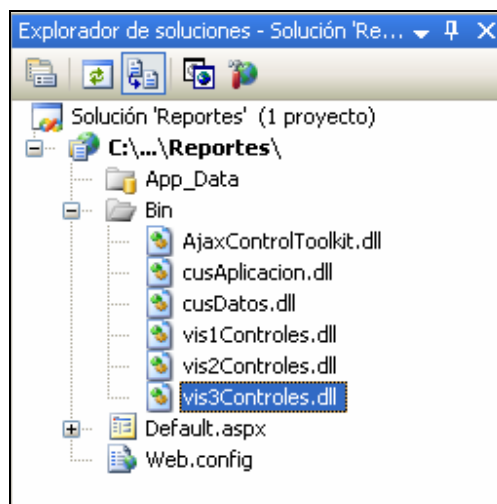 Explorador de soluciones - Solución 'Re...
Solución 'Reportes' (1 proyecto)
C:\...\Reportes\
App_Data
Bin
AjaxControlToolkit.dll
cusAplicacion.dll
cusDatos.dll
vis1Controles.dll
vis2Controles.dll
vis3Controles.dll
Default.aspx
Web.config